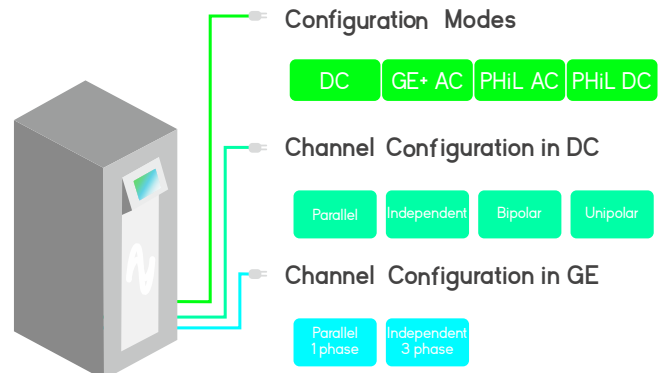 Configuration Modes
DC GE+ AC PHiL AC PHiL DC
Channel Configuration in DC
Parallel Independent Bipolar Unipolar
Channel Configuration in GE
Parallel Independent
1 phase 3 phase